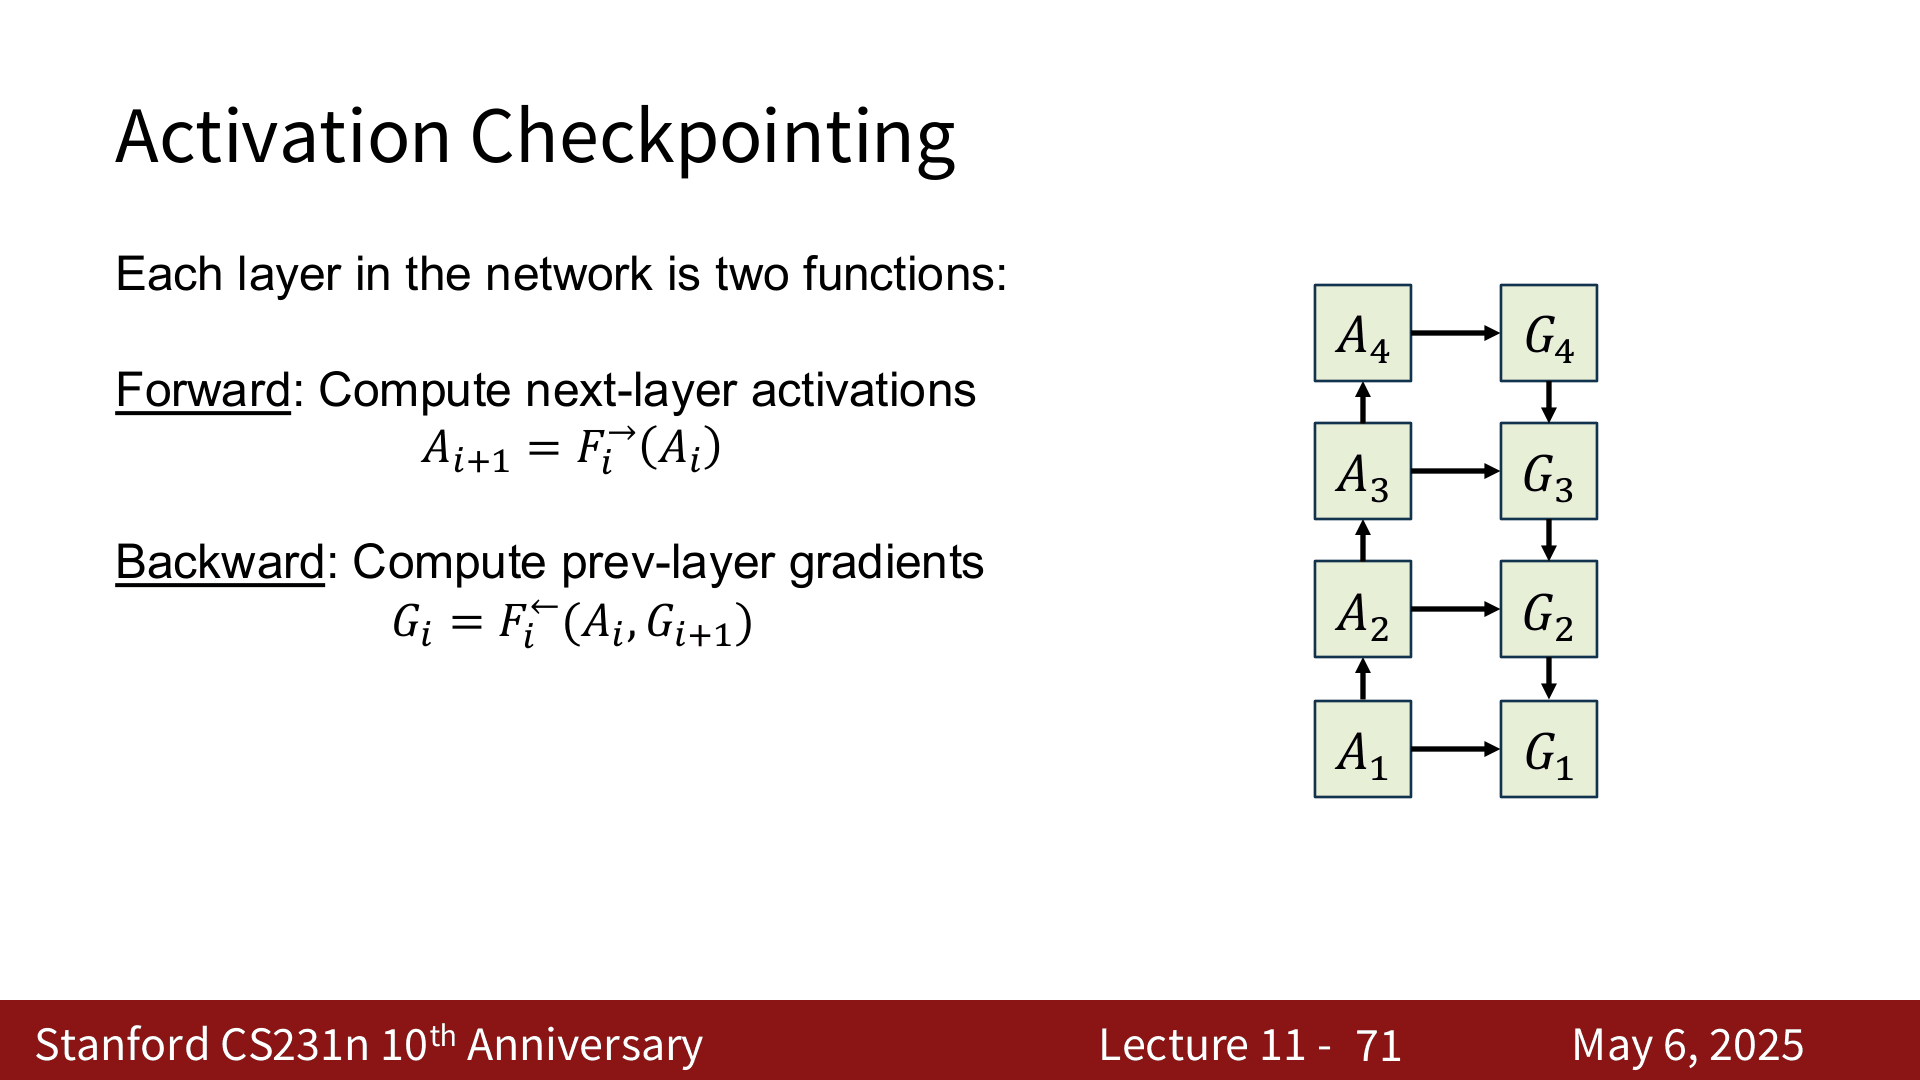 Activation Checkpointing
Each layer in the network is two functions:
Forward: Compute next-layer activations
A_{i+1} = F_i^→(A_i)
Backward: Compute prev-layer gradients
G_i = F_i^←(A_i, G_{i+1})
A_4 G_4
A_3 G_3
A_2 G_2
A_1 G_1
Stanford CS231n 10th Anniversary Lecture 11 - 71 May 6, 2025